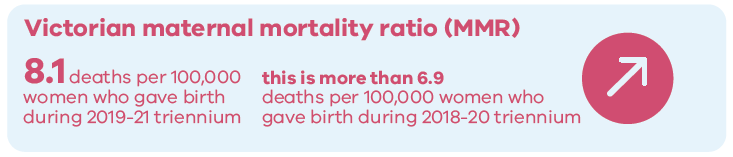 Victorian maternal mortality ratio (MMR)
8.1 deaths per 100,000
women who gave birth
during 2019-21 triennium
this is more than 6.9
deaths per 100,000 women who
gave birth during 2018-20 triennium